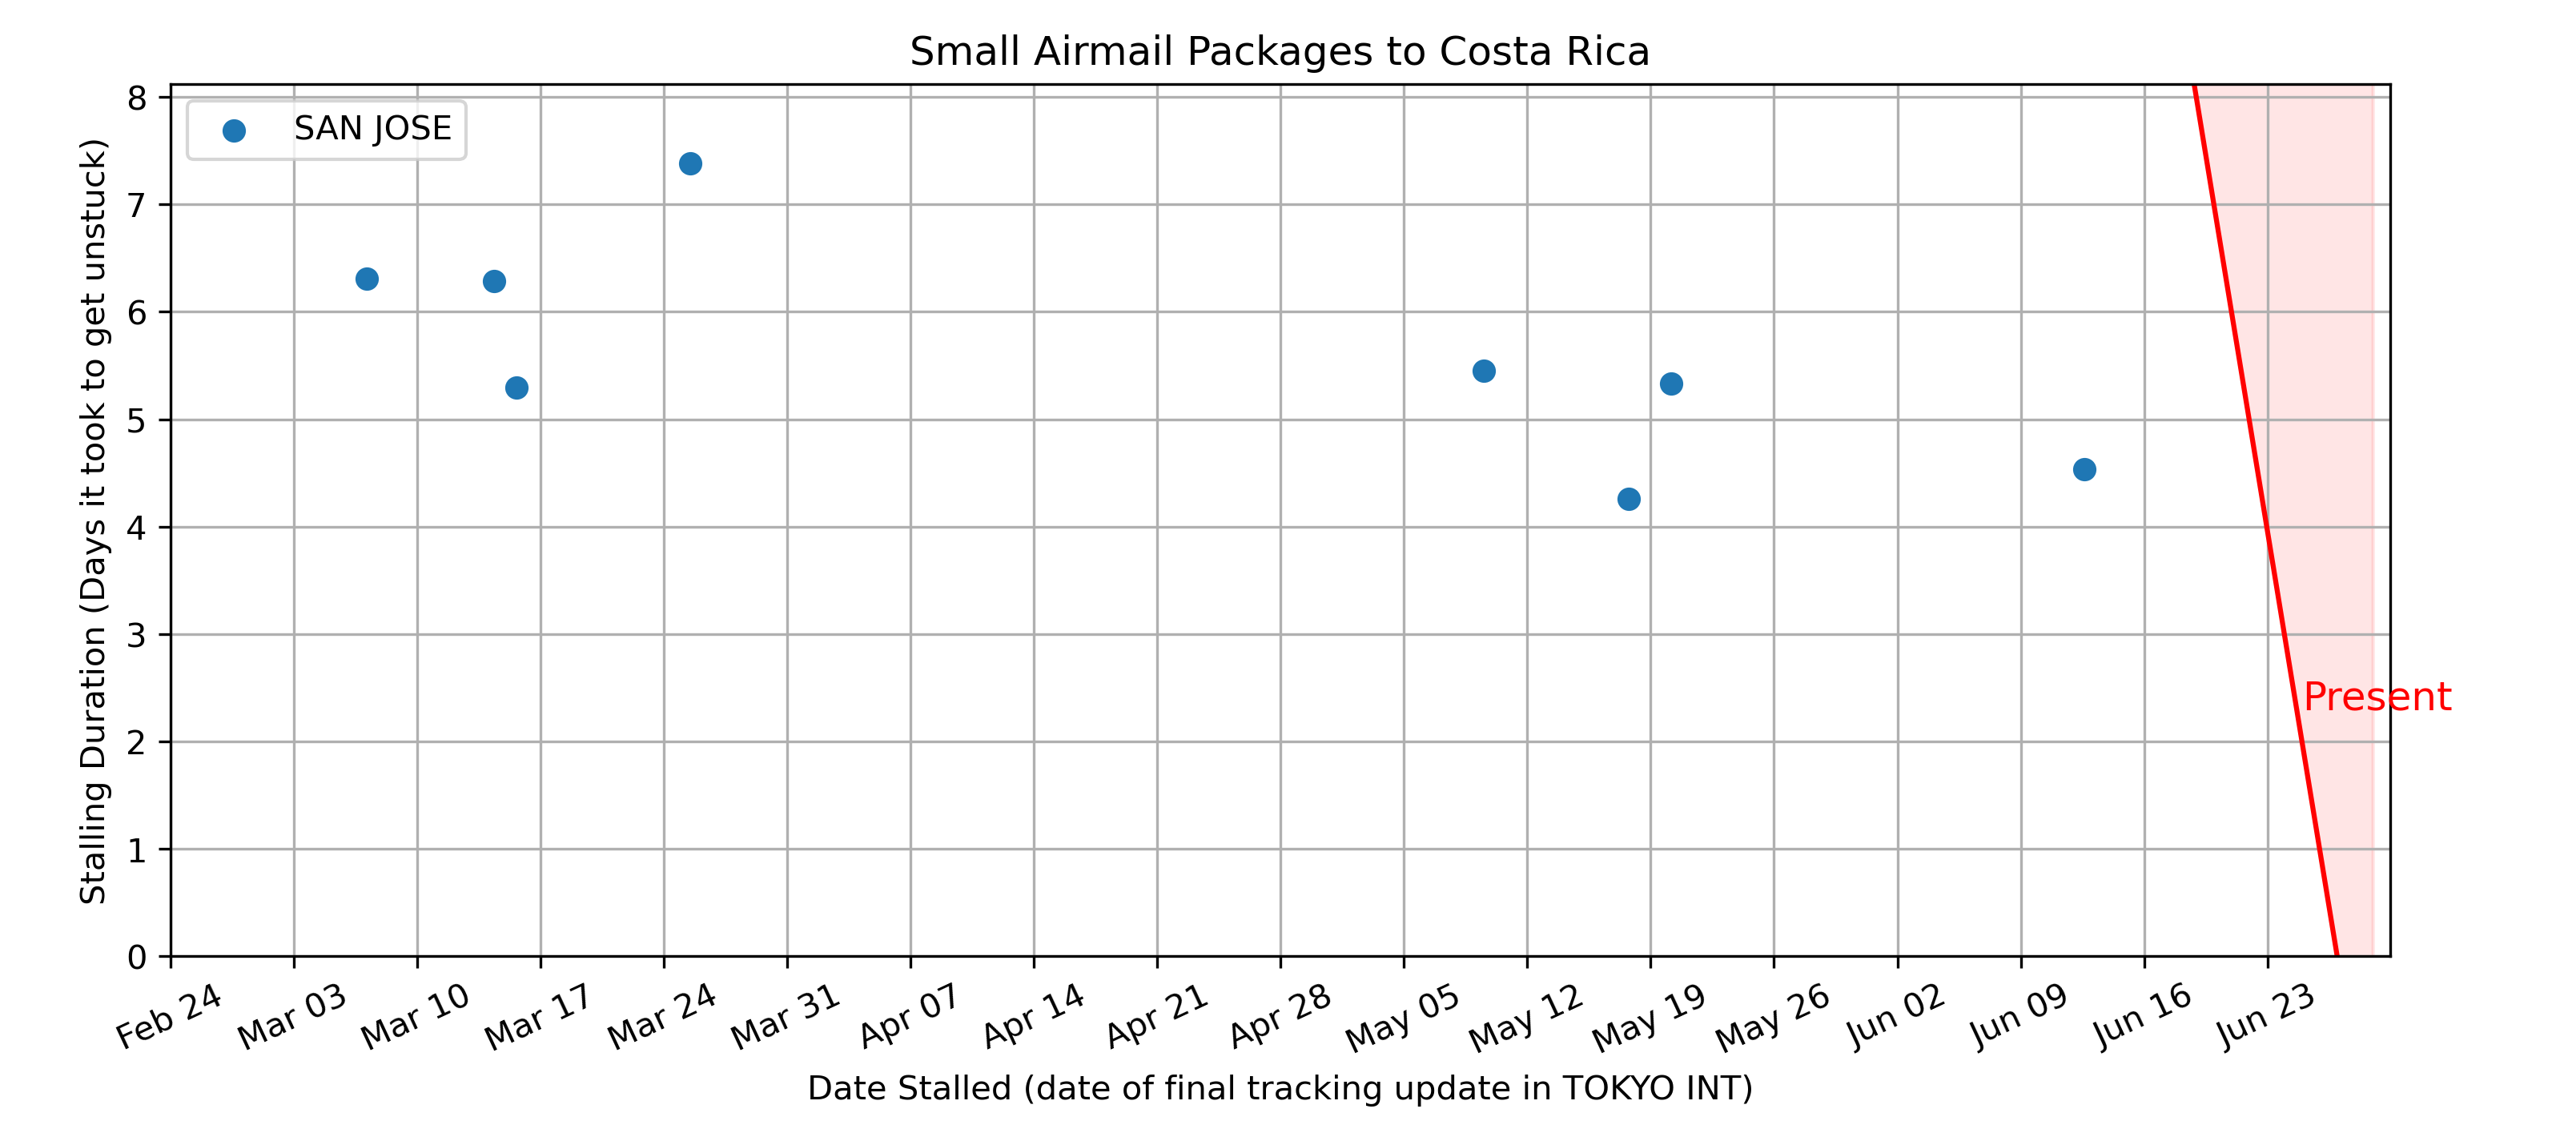 Small Airmail Packages to Costa Rica
SAN JOSE
Stalling Duration (Days it took to get unstuck)
8
7
6
5
4
3
2
1
0
Present
Feb 24
Mar 03
Mar 10
Mar 17
Mar 24
Mar 31
Apr 07
Apr 14
Apr 21
Apr 28
May 05
May 12
May 19
May 26
Jun 02
Jun 09
Jun 16
Jun 23
Date Stalled (date of final tracking update in TOKYO INT)